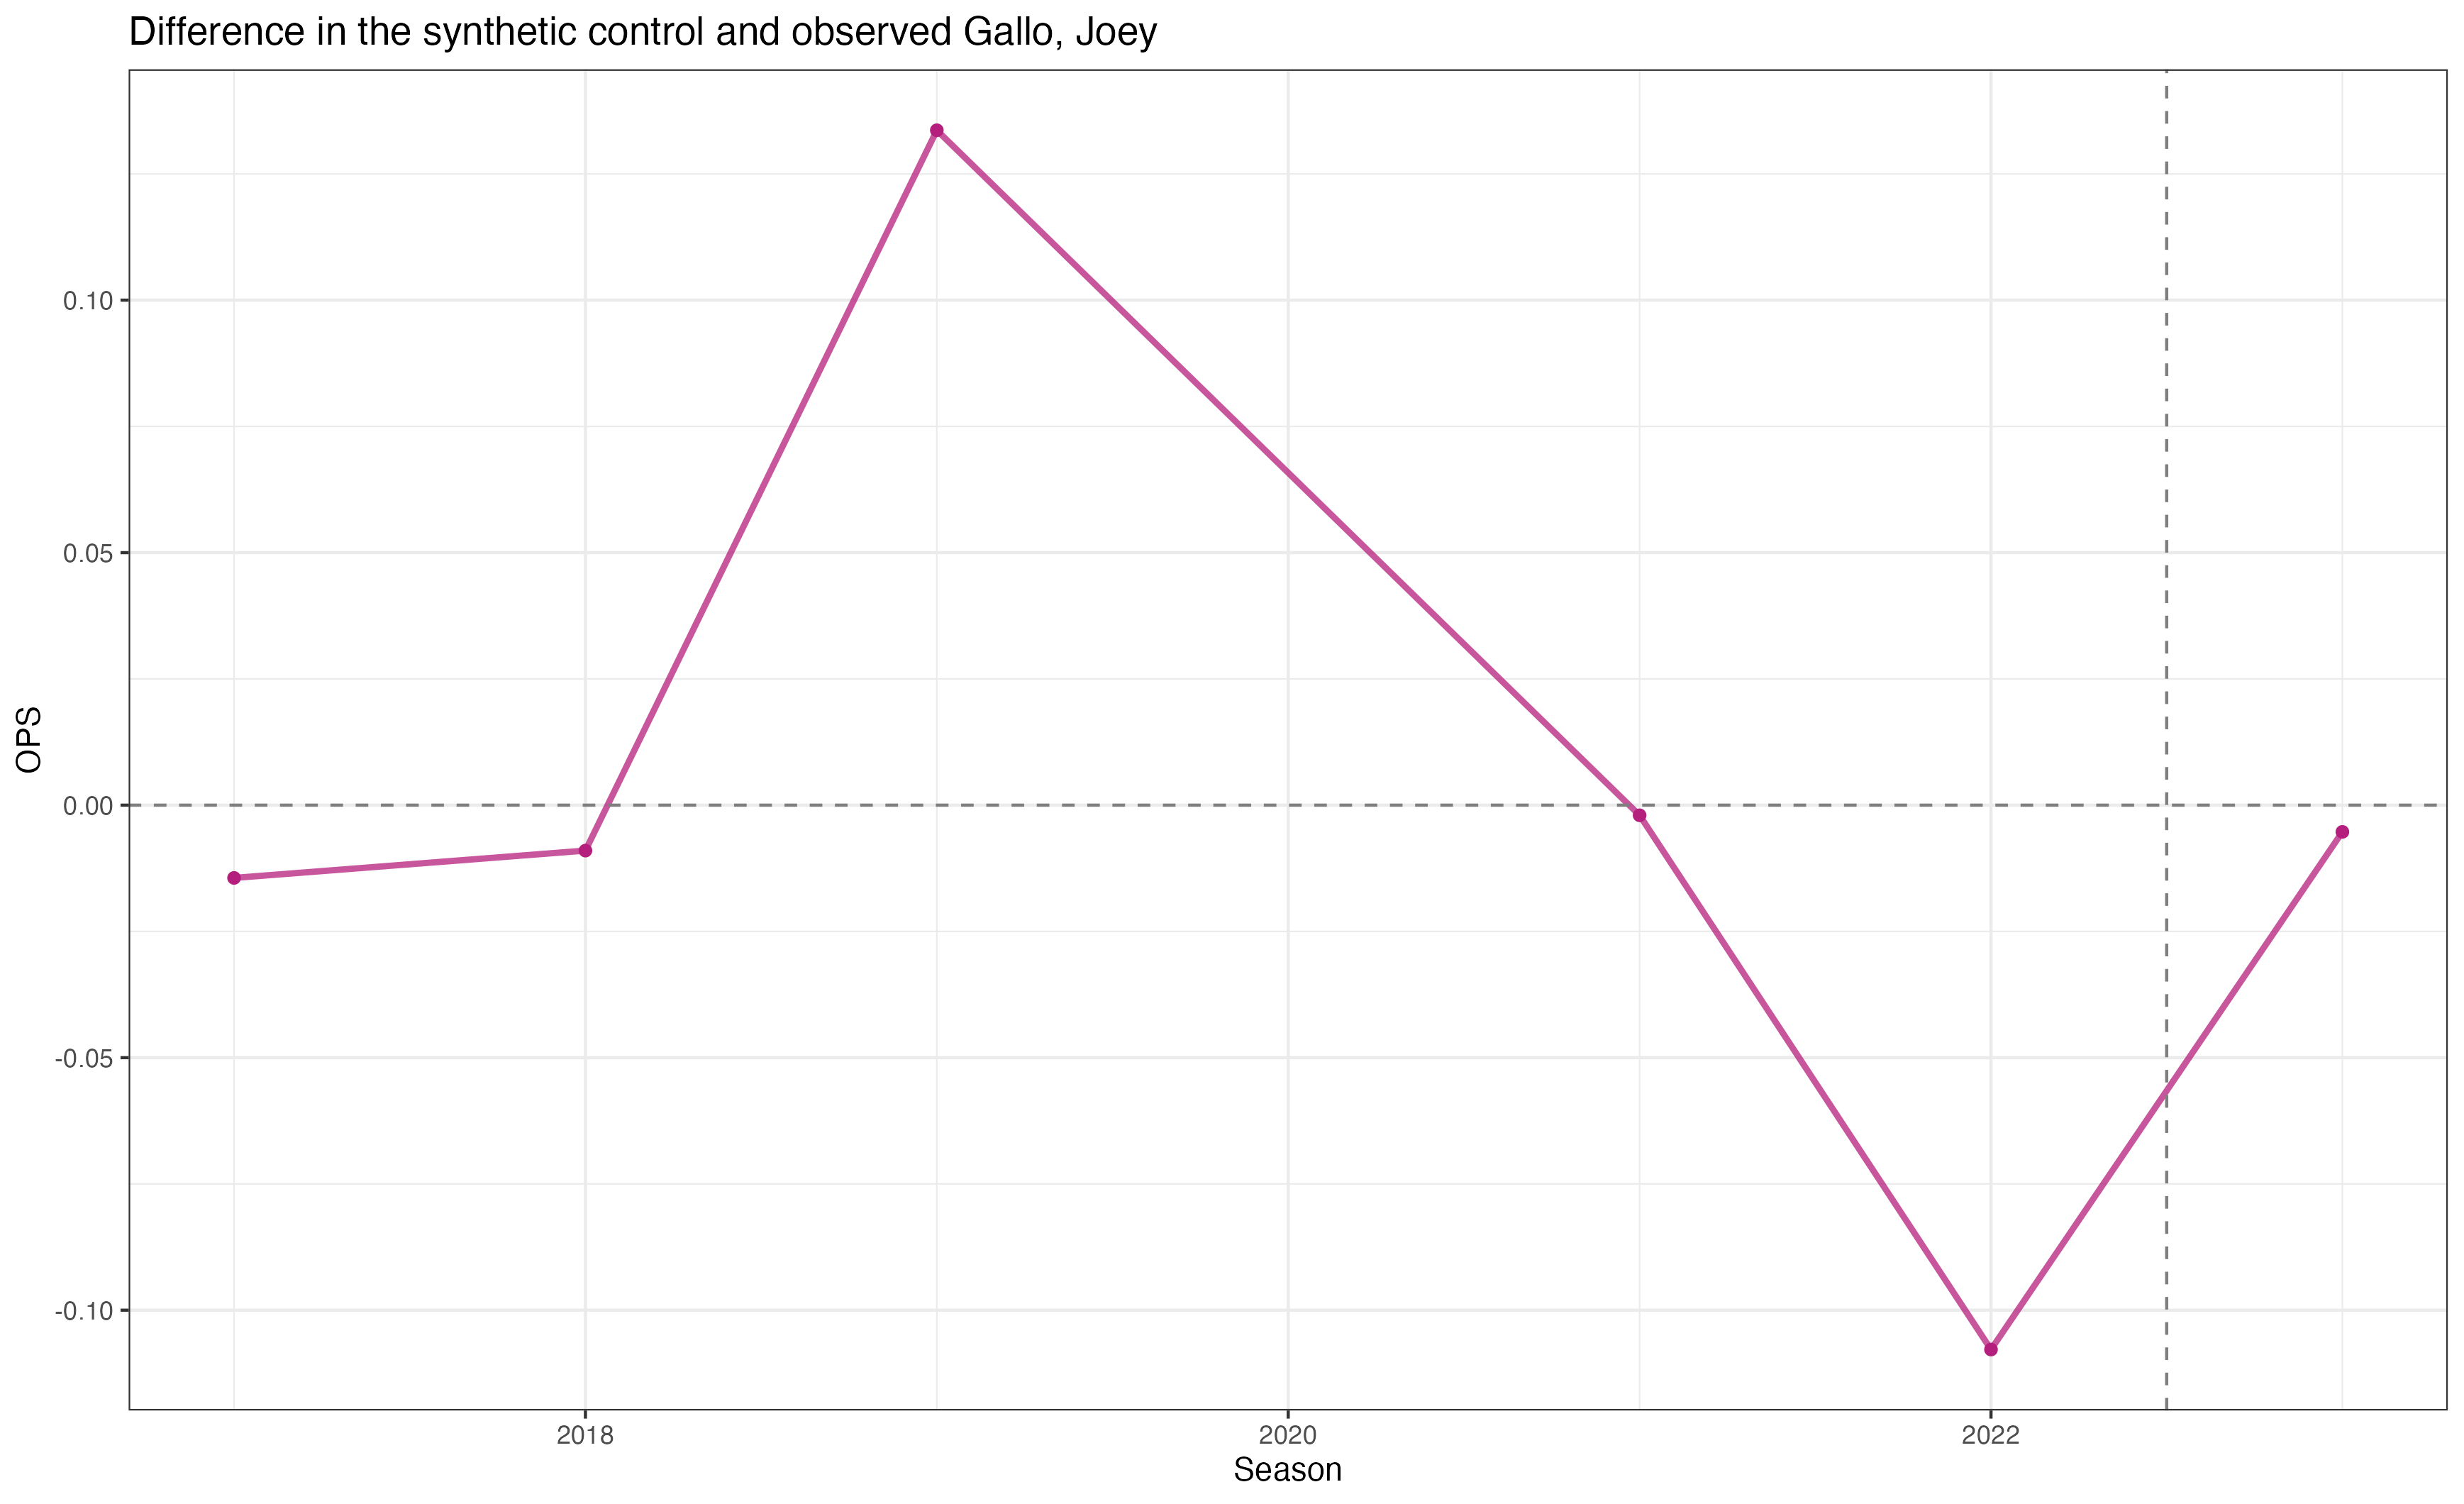 Difference in the synthetic control and observed Gallo, Joey
OPS
0.10
0.05
0.00
-0.05
-0.10
2018
2020
2022
Season